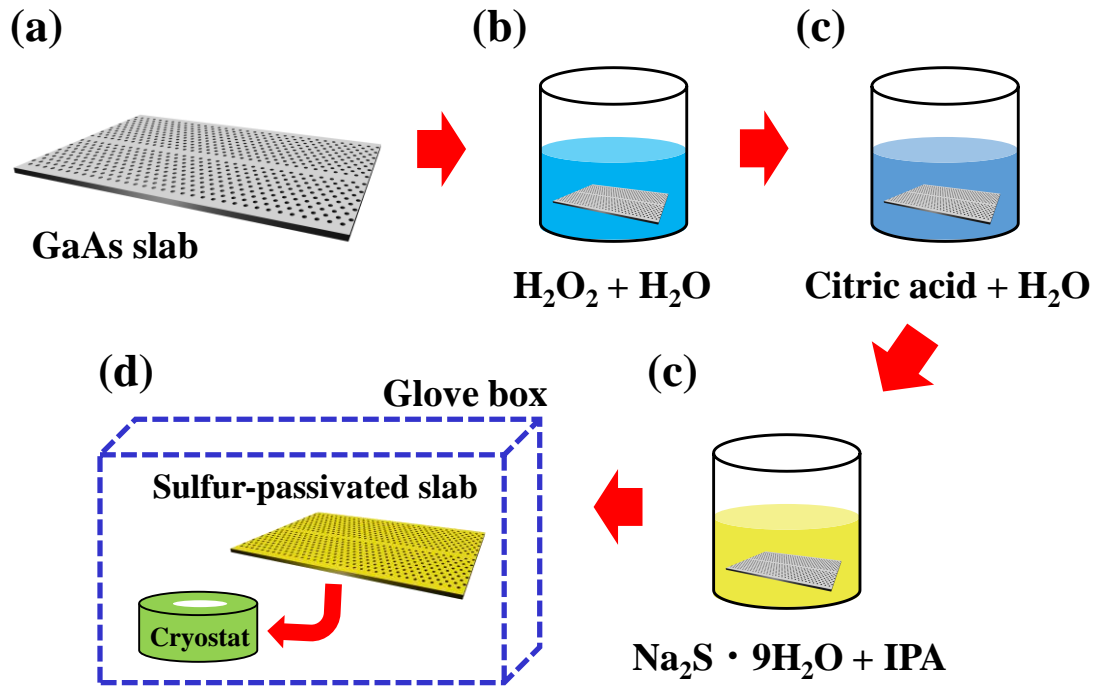 (a)
GaAs slab
(b)
H₂O₂ + H₂O
(c)
Citric acid + H₂O
(c)
Na₂S · 9H₂O + IPA
(d)
Glove box
Sulfur-passivated slab
Cryostat